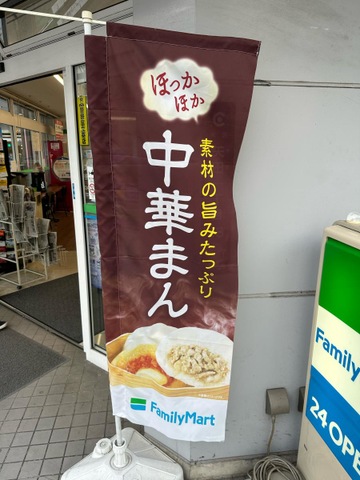 ほっか
ほか
素材の旨みたっぷり
中華まん
FamilyMart
Family
24 OPE